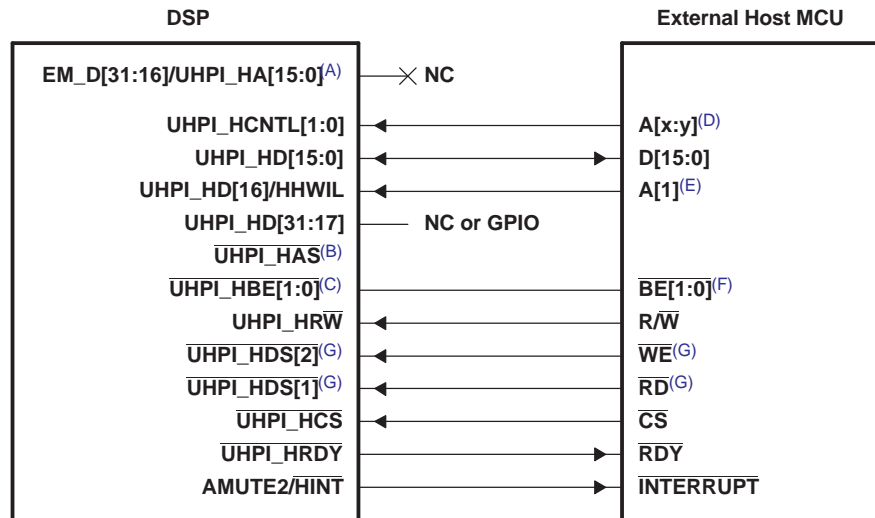 DSP External Host MCU
EM_D[31:16]/UHPI_HA[15:0](A) NC
UHPI_HCNTL[1:0] A[x:y](D)
UHPI_HD[15:0] D[15:0]
UHPI_HD[16]/HHWIL A[1](E)
UHPI_HD[31:17] NC or GPIO
UHPI_HAS(B)
UHPI_HBE[1:0](C) BE[1:0](F)
UHPI_HRW R/W
UHPI_HDS[2](G) WE(G)
UHPI_HDS[1](G) RD(G)
UHPI_HCS CS
UHPI_HRDY RDY
AMUTE2/HINT INTERRUPT